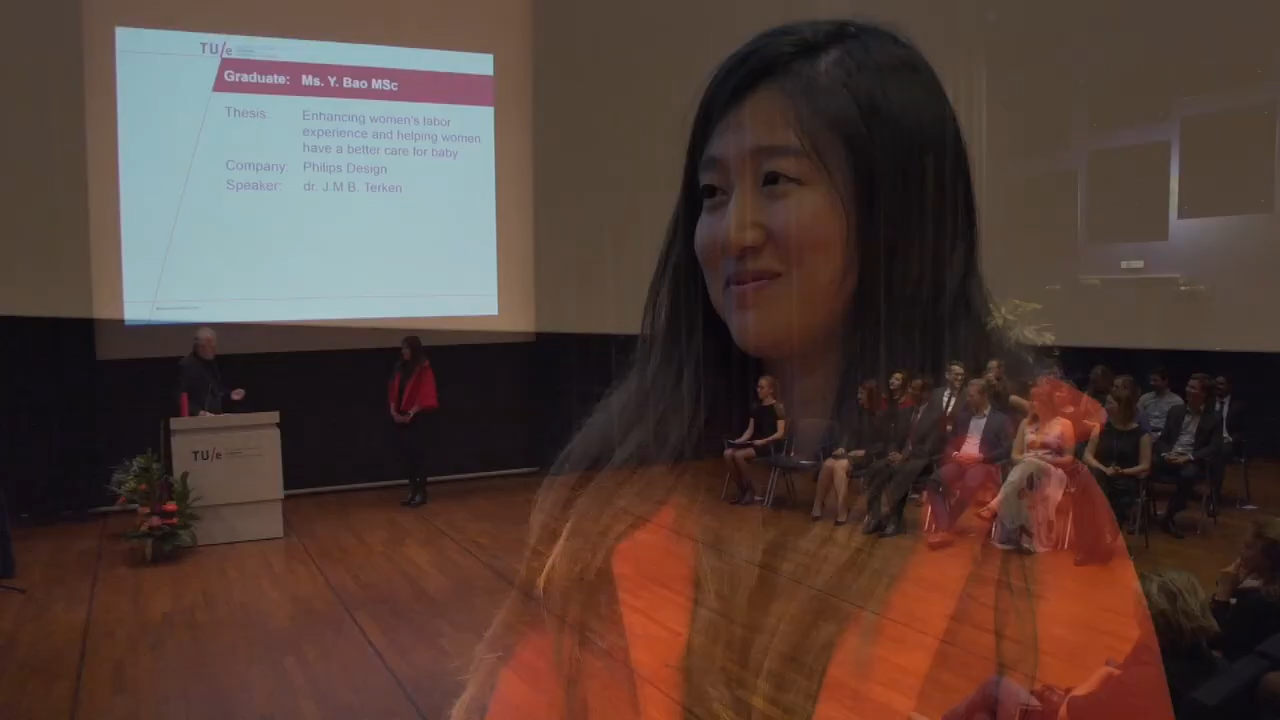 TU/e
Graduate: Ms. Y. Bao MSc
Thesis: Enhancing women's labor
experience and helping women
have a better care for baby
Company: Philips Design
Speaker: dr. J.M B. Terken
TU/e